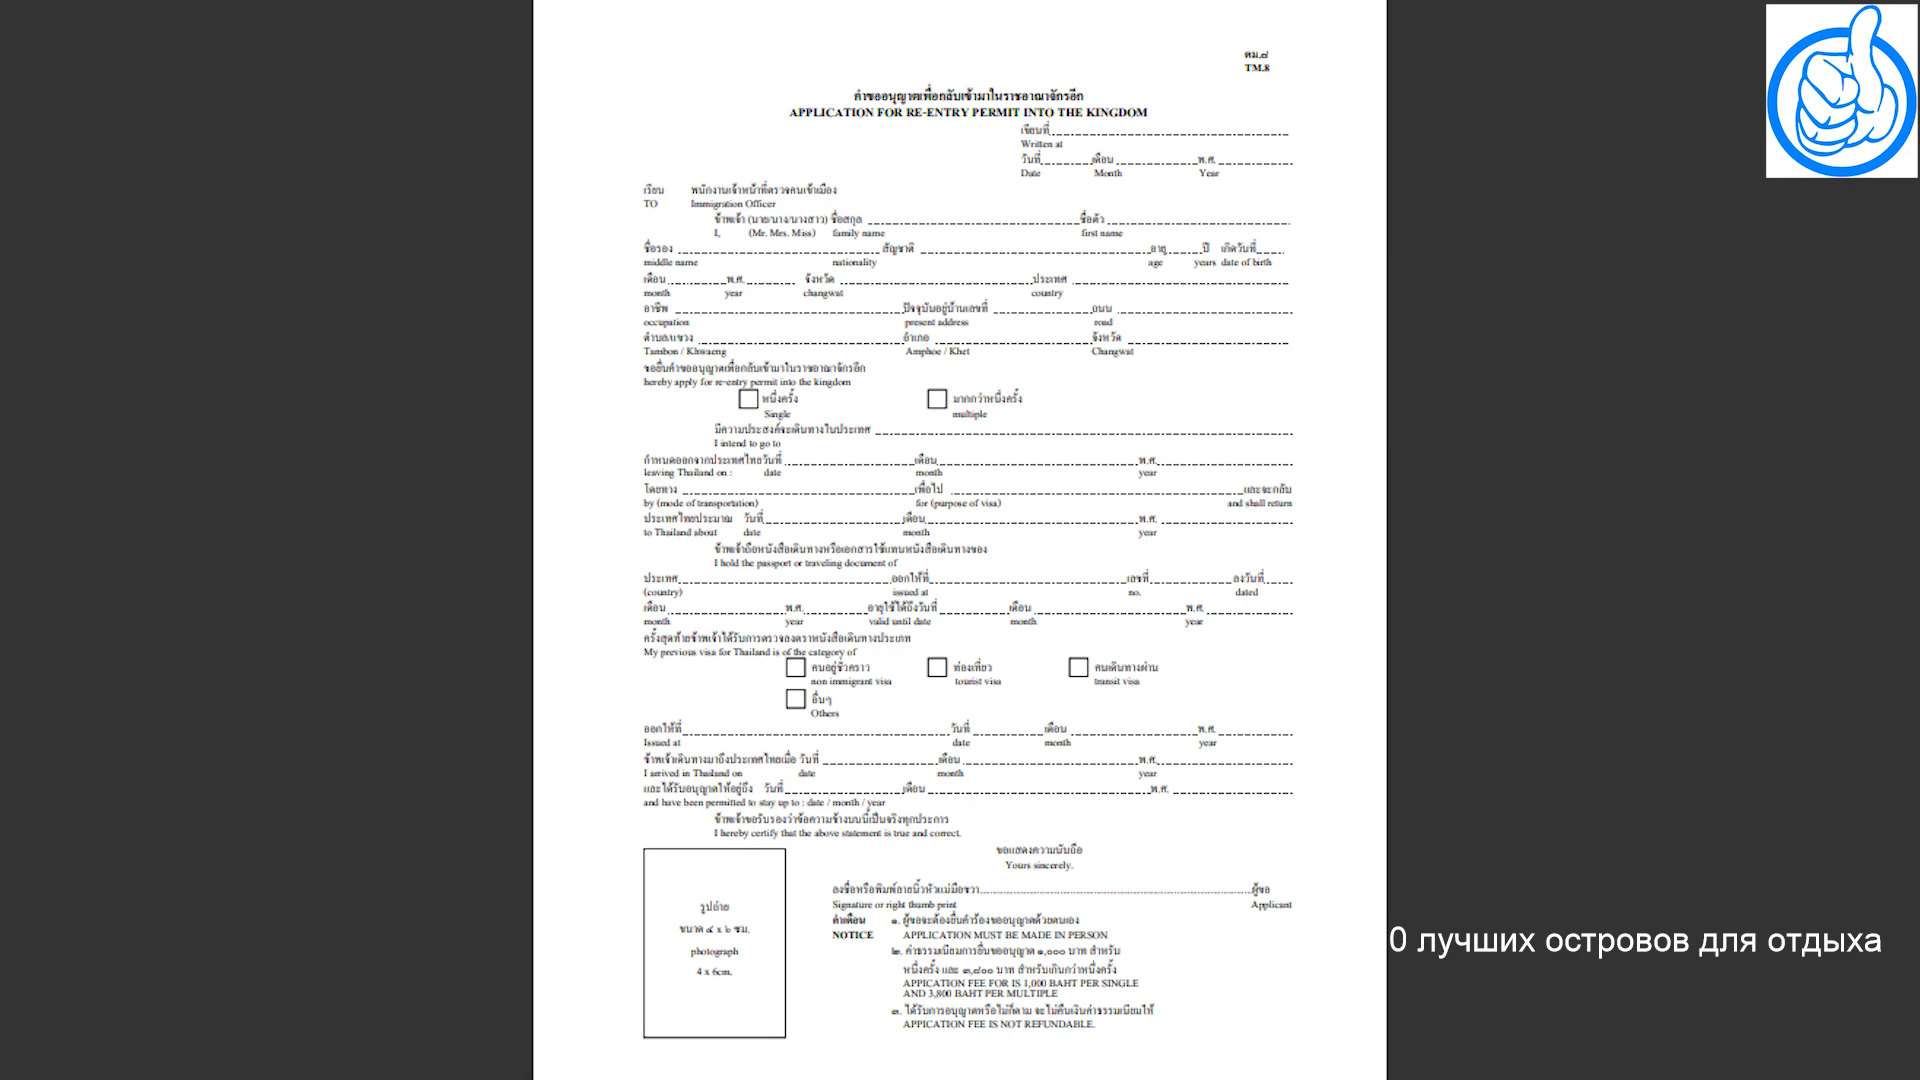 ตม.๘
TM.8
คำขออนุญาตเพื่อกลับเข้ามาในราชอาณาจักรอีก
APPLICATION FOR RE-ENTRY PERMIT INTO THE KINGDOM
เขียนที่
Written at
วันที่ เดือน พ.ศ.
Date Month Year
เรียน พนักงานเจ้าหน้าที่ตรวจคนเข้าเมือง
TO Immigration Officer
ข้าพเจ้า (นาย/นาง/นางสาว) ชื่อสกุล ชื่อตัว
I, (Mr. Mrs. Miss) family name first name
ชื่อรอง สัญชาติ อายุ ปี เกิดวันที่
middle name nationality age years date of birth
เดือน พ.ศ. จังหวัด ประเทศ
month year changwat country
อาชีพ ปัจจุบันอยู่บ้านเลขที่ ถนน
occupation present address road
ตำบล/แขวง อำเภอ จังหวัด
Tambon / Khwaeng Amphoe / Khet Changwat
ขอยื่นคำขออนุญาตเพื่อกลับเข้ามาในราชอาณาจักรอีก
hereby apply for re-entry permit into the kingdom
หนึ่งครั้ง มากกว่าหนึ่งครั้ง
Single multiple
มีความประสงค์จะเดินทางไปประเทศ
I intend to go to
กำหนดออกจากประเทศไทยวันที่ เดือน พ.ศ.
leaving Thailand on : date month year
โดยทาง เพื่อไป และจะกลับ
by (mode of transportation) for (purpose of visa) and shall return
ประเทศไทยประมาณ วันที่ เดือน พ.ศ.
to Thailand about date month year
ข้าพเจ้าถือหนังสือเดินทางหรือเอกสารใช้แทนหนังสือเดินทางของ
I hold the passport or traveling document of
ประเทศ ออกให้ที่ เลขที่ ลงวันที่
(country) issued at no. dated
เดือน พ.ศ. อายุใช้ได้ถึงวันที่ เดือน พ.ศ.
month year valid until date month year
ครั้งสุดท้ายข้าพเจ้าได้รับการตรวจลงตราหนังสือเดินทางประเภท
My previous visa for Thailand is of the category of
คนอยู่ชั่วคราว ท่องเที่ยว คนเดินทางผ่าน
non immigrant visa tourist visa transit visa
อื่นๆ
Others
ออกให้ที่ วันที่ เดือน พ.ศ.
Issued at date month year
ข้าพเจ้าเดินทางมาถึงประเทศไทยเมื่อ วันที่ เดือน พ.ศ.
I arrived in Thailand on date month year
และได้รับอนุญาตให้อยู่ถึง วันที่ เดือน พ.ศ.
and have been permitted to stay up to : date / month / year
ข้าพเจ้าขอรับรองว่าข้อความข้างบนนี้เป็นจริงทุกประการ
I hereby certify that the above statement is true and correct.
ขอแสดงความนับถือ
Yours sincerely.
ลงชื่อหรือพิมพ์ลายนิ้วหัวแม่มือขวา ผู้ขอ
Signature or right thumb print Applicant
รูปถ่าย
ขนาด ๔ x ๖ ซม.
photograph
4 x 6cm.
คำเตือน ๑. ผู้ขอจะต้องยื่นคำร้องขออนุญาตด้วยตนเอง
NOTICE APPLICATION MUST BE MADE IN PERSON
๒. ค่าธรรมเนียมการยื่นขออนุญาต ๑,๐๐๐ บาท สำหรับ
หนึ่งครั้ง และ ๓,๘๐๐ บาท สำหรับเกินกว่าหนึ่งครั้ง
APPICATION FEE FOR IS 1,000 BAHT PER SINGLE
AND 3,800 BAHT PER MULTIPLE
๓. ได้รับการอนุญาตหรือไม่ก็ตาม จะไม่คืนเงินค่าธรรมเนียมให้
APPICATION FEE IS NOT REFUNDABLE.
0 лучших островов для отдыха